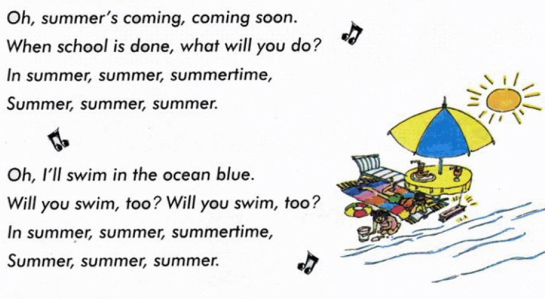 Oh, summer's coming, coming soon.
When school is done, what will you do?
In summer, summer, summertime,
Summer, summer, summer.
Oh, I'll swim in the ocean blue.
Will you swim, too? Will you swim, too?
In summer, summer, summertime,
Summer, summer, summer.